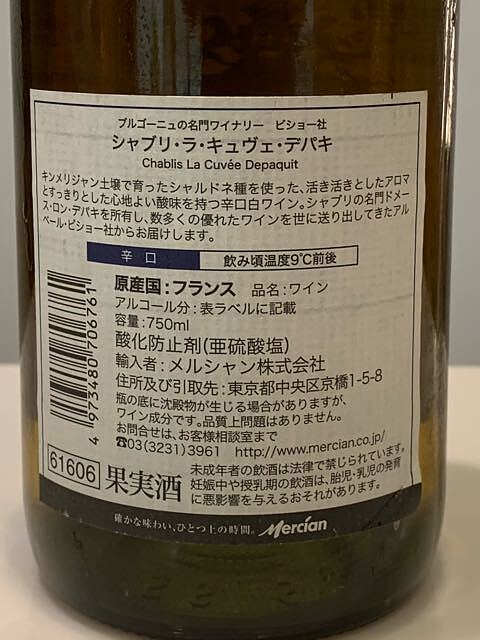 ブルゴーニュの名門ワイナリー ビショー社
シャブリ・ラ・キュヴェ・デパキ
Chablis La Cuvée Depaquit
キンメリジャン土壌で育ったシャルドネ種を使った、活き活きとしたアロマ
とすっきりとした心地よい酸味を持つ辛口白ワイン。シャブリの名門ドメー
ス・ロン・デパキを所有し、数多くの優れたワインを世に送り出してきたアル
ベール・ビショー社からお届けします。
辛口 飲み頃温度9℃前後
原産国:フランス 品名:ワイン
アルコール分:表ラベルに記載
容量:750ml
酸化防止剤(亜硫酸塩)
輸入者:メルシャン株式会社
住所及び引取先:東京都中央区京橋1-5-8
瓶の底に沈殿物が生じる場合がありますが、
ワイン成分です。品質上問題はありません。
お問合せは、お客様相談室まで
☎03(3231)3961 http://www.mercian.co.jp/
4 973480 706761
61606 果実酒
未成年者の飲酒は法律で禁じられています。
妊娠中や授乳期の飲酒は、胎児・乳児の発育
に悪影響を与えるおそれがあります。
確かな味わい、ひとつ上の時間。 Mercian